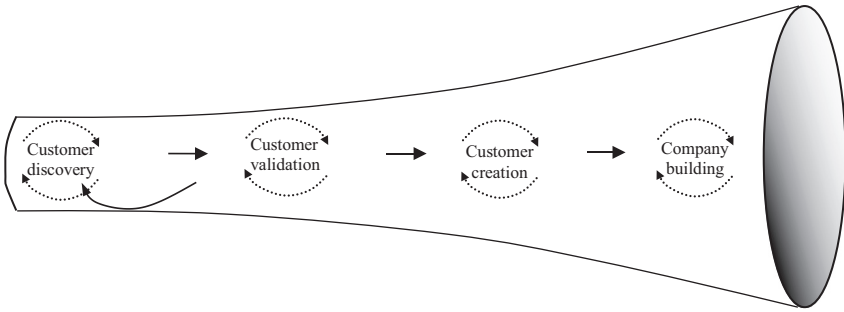 Customer
discovery
Customer
validation
Customer
creation
Company
building